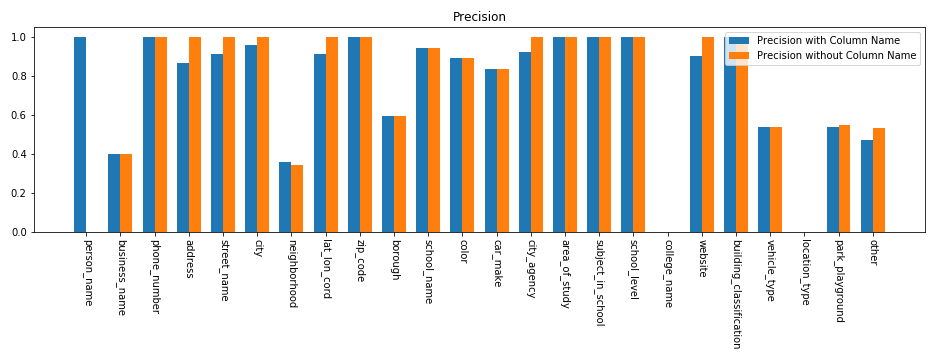 Precision
Precision with Column Name
Precision without Column Name
1.0
0.8
0.6
0.4
0.2
0.0
person_name
business_name
phone_number
address
street_name
city
neighborhood
lat_lon_cord
zip_code
borough
school_name
color
car_make
city_agency
area_of_study
subject_in_school
school_level
college_name
website
building_classification
vehicle_type
location_type
park_playground
other